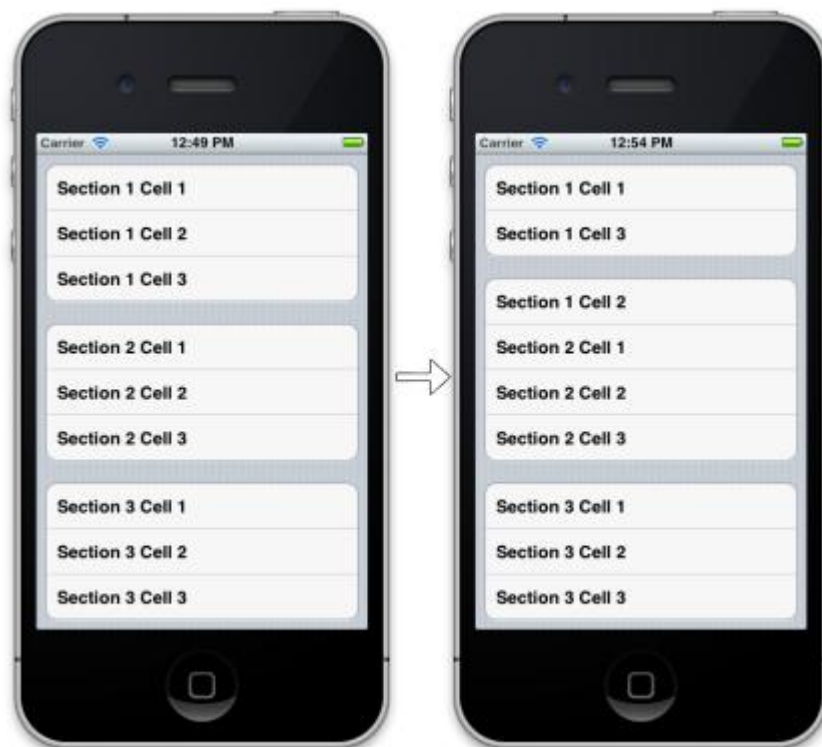 Carrier 12:49 PM
Section 1 Cell 1
Section 1 Cell 2
Section 1 Cell 3
Section 2 Cell 1
Section 2 Cell 2
Section 2 Cell 3
Section 3 Cell 1
Section 3 Cell 2
Section 3 Cell 3
Carrier 12:54 PM
Section 1 Cell 1
Section 1 Cell 3
Section 1 Cell 2
Section 2 Cell 1
Section 2 Cell 2
Section 2 Cell 3
Section 3 Cell 1
Section 3 Cell 2
Section 3 Cell 3